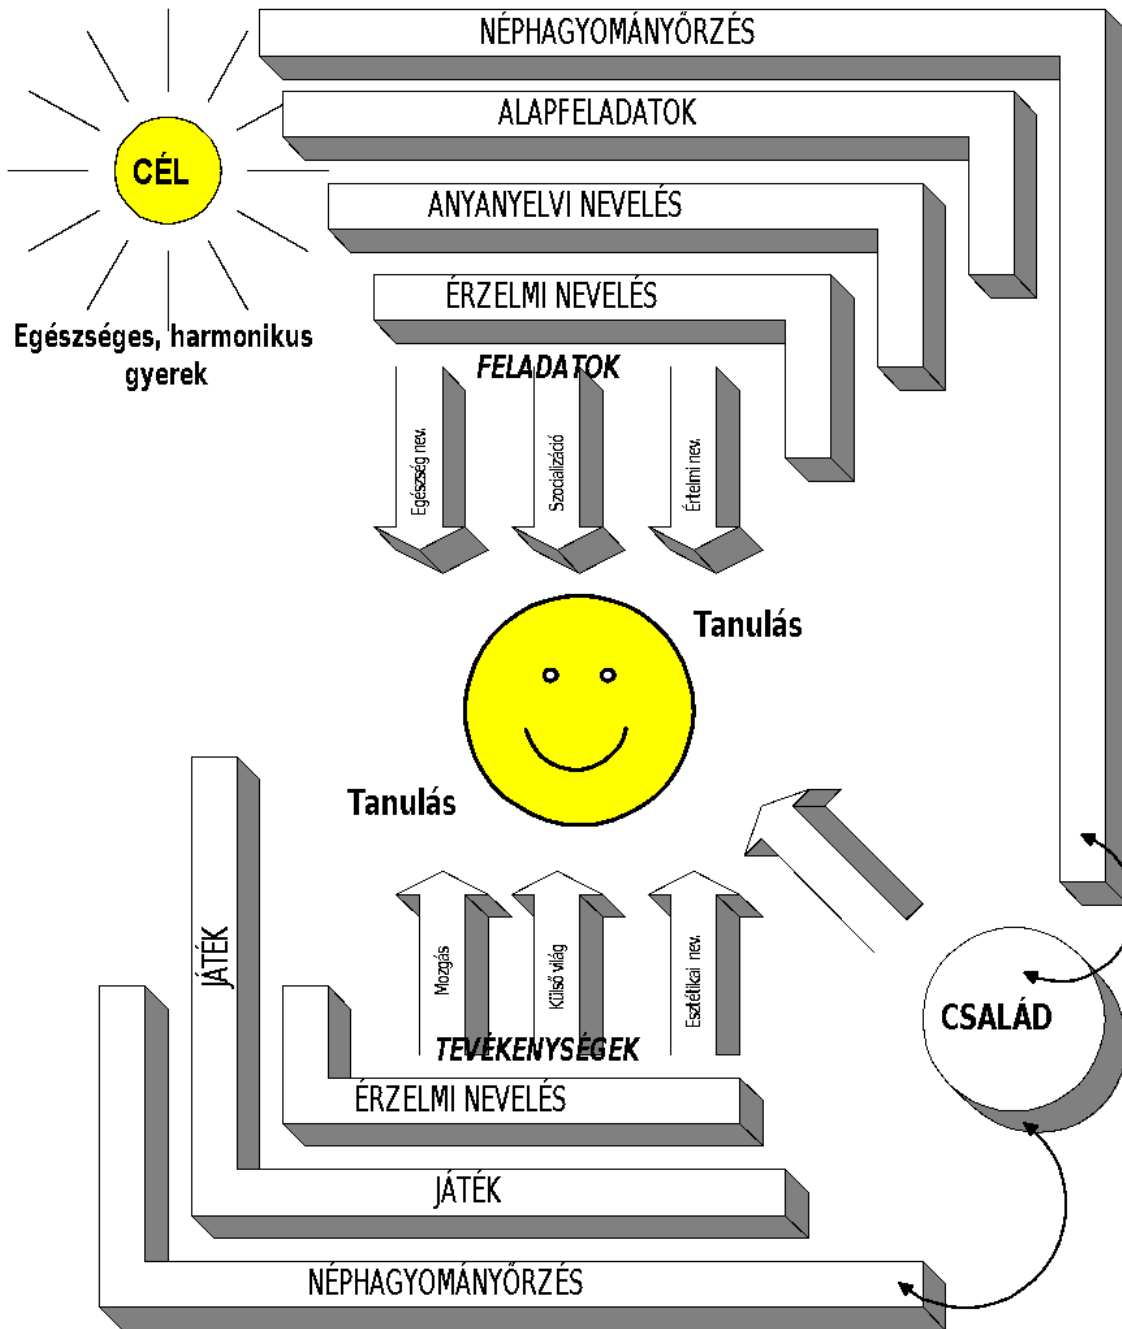 NÉPHAGYOMÁNYŐRZÉS
ALAPFELADATOK
CÉL
ANYANYELVI NEVELÉS
ÉRZELMI NEVELÉS
Egészséges, harmonikus
gyerek
FELADATOK
Egészség nev.
Szocializáció
Értelmi nev.
Tanulás
Tanulás
JÁTÉK
Mozgás
Külső világ
Esztétikai nev.
CSALÁD
TEVÉKENYSÉGEK
ÉRZELMI NEVELÉS
JÁTÉK
NÉPHAGYOMÁNYŐRZÉS